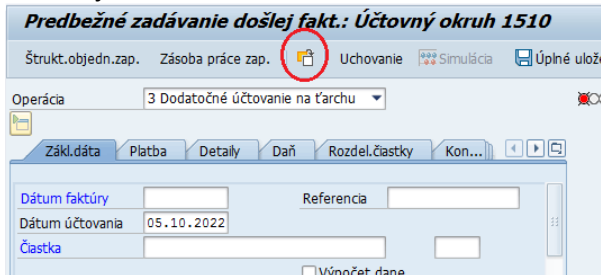 Predbežné zadávanie došlej fakt.: Účtovný okruh 1510
Štrukt.objedn.zap. Zásoba práce zap. Uchovanie Simulácia Úplné ulož
Operácia 3 Dodatočné účtovanie na ťarchu
Zákl.dáta Platba Detaily Daň Rozdel.čiastky Kon...
Dátum faktúry Referencia
Dátum účtovania 05.10.2022
Čiastka
Výpočet dane